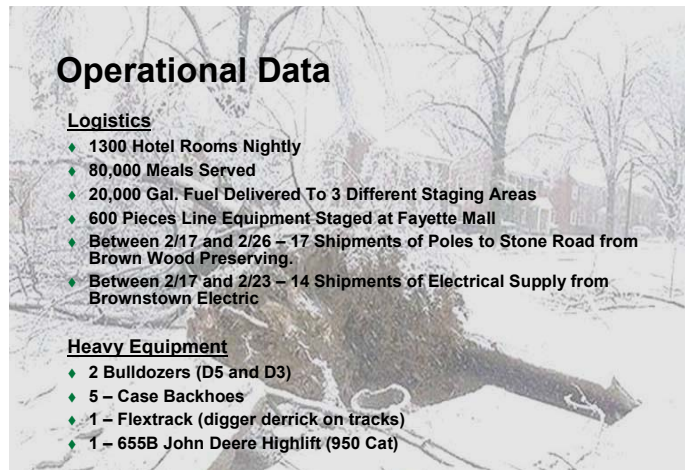 Operational Data
Logistics
♦ 1300 Hotel Rooms Nightly
♦ 80,000 Meals Served
♦ 20,000 Gal. Fuel Delivered To 3 Different Staging Areas
♦ 600 Pieces Line Equipment Staged at Fayette Mall
♦ Between 2/17 and 2/26 – 17 Shipments of Poles to Stone Road from
Brown Wood Preserving.
♦ Between 2/17 and 2/23 – 14 Shipments of Electrical Supply from
Brownstown Electric
Heavy Equipment
♦ 2 Bulldozers (D5 and D3)
♦ 5 – Case Backhoes
♦ 1 – Flextrack (digger derrick on tracks)
♦ 1 – 655B John Deere Highlift (950 Cat)